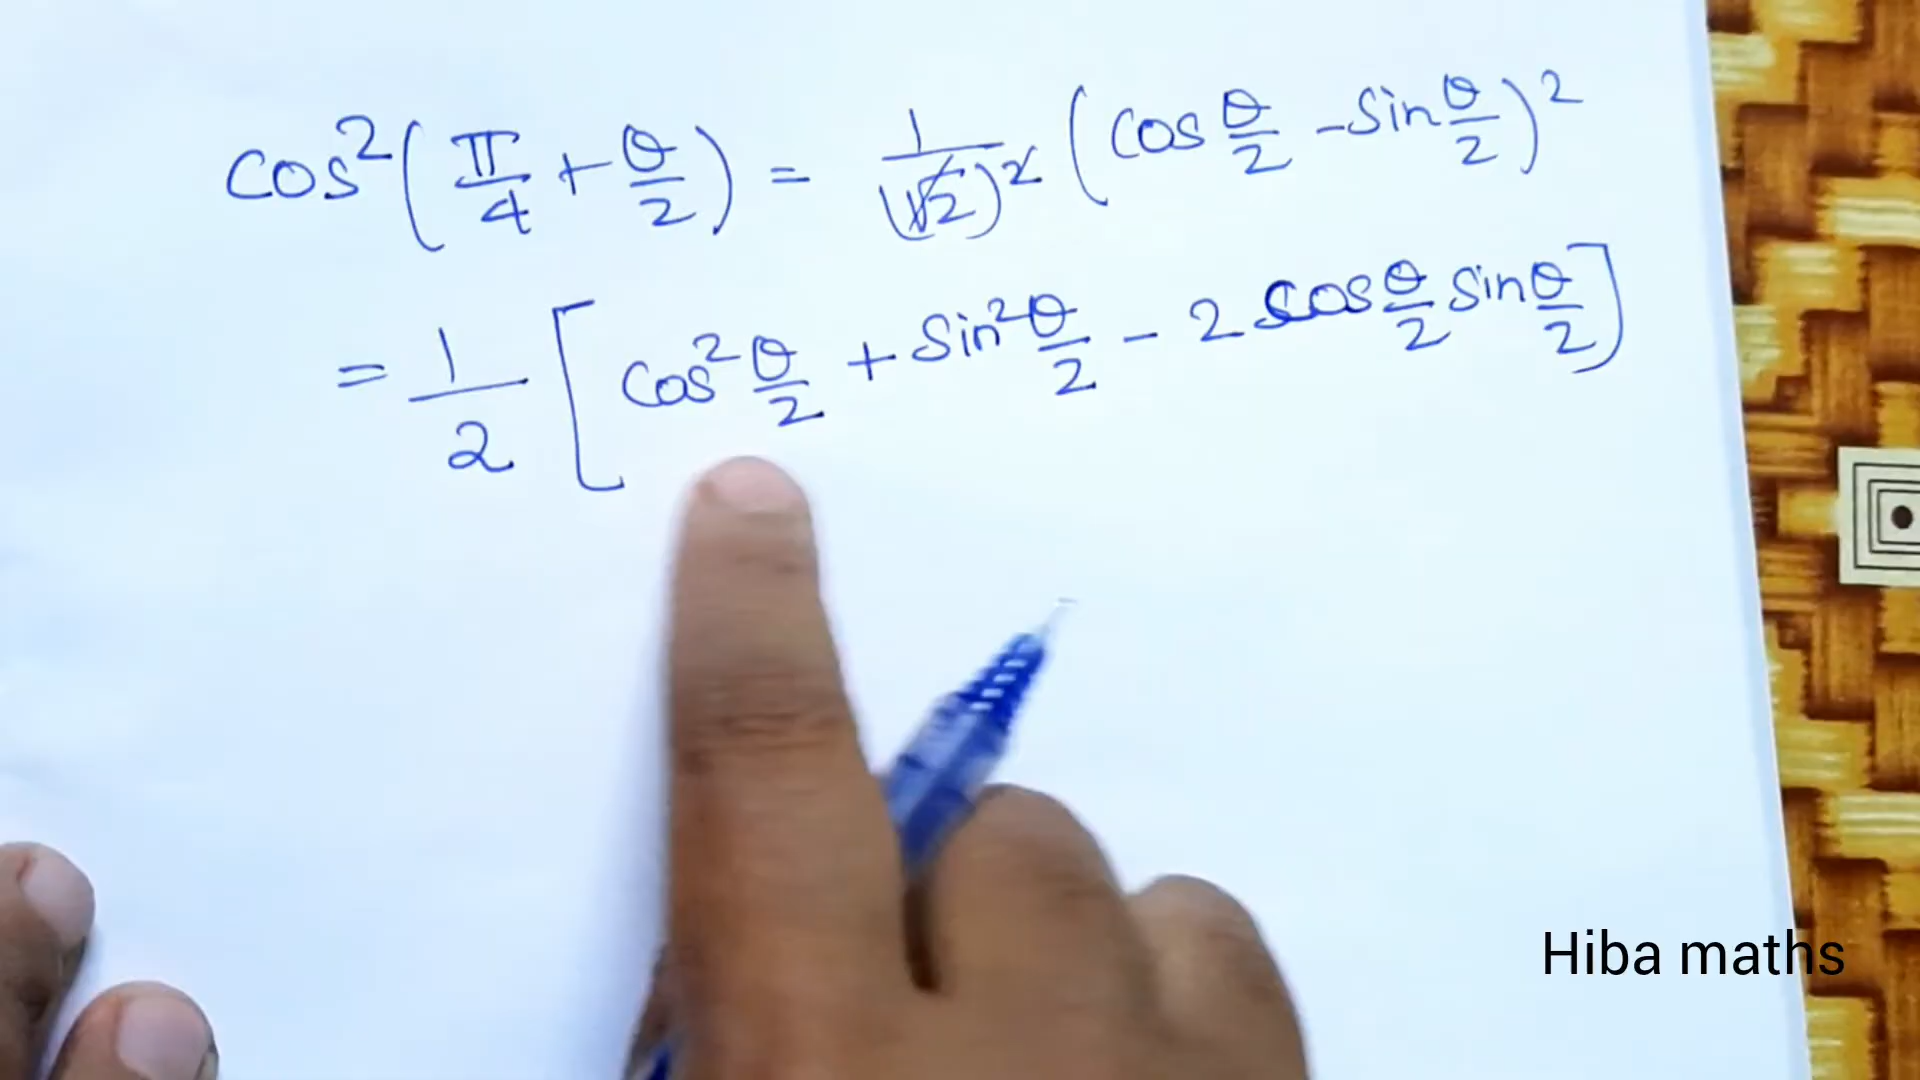 cos²(π/4 + θ/2) = 1/(√2)² (cos θ/2 - sin θ/2)²
= 1/2 [cos² θ/2 + sin² θ/2 - 2 cos θ/2 sin θ/2]
Hiba maths